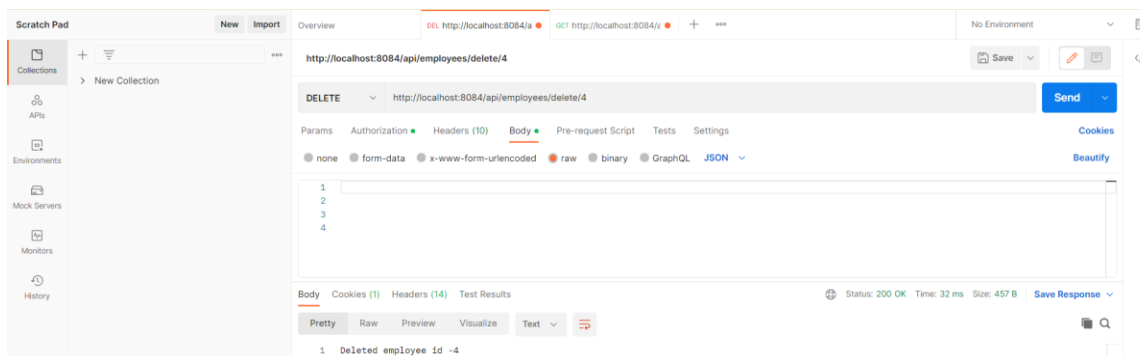 Scratch Pad New Import Overview DEL http://localhost:8084/a GET http://localhost:8084/a No Environment
http://localhost:8084/api/employees/delete/4 Save
Collections
New Collection
DELETE http://localhost:8084/api/employees/delete/4 Send
APIs
Params Authorization Headers (10) Body Pre-request Script Tests Settings Cookies
Environments
none form-data x-www-form-urlencoded raw binary GraphQL JSON Beautify
1
2
3
4
Mock Servers
Monitors
History
Body Cookies (1) Headers (14) Test Results Status: 200 OK Time: 32 ms Size: 457 B Save Response
Pretty Raw Preview Visualize Text
1 Deleted employee id -4